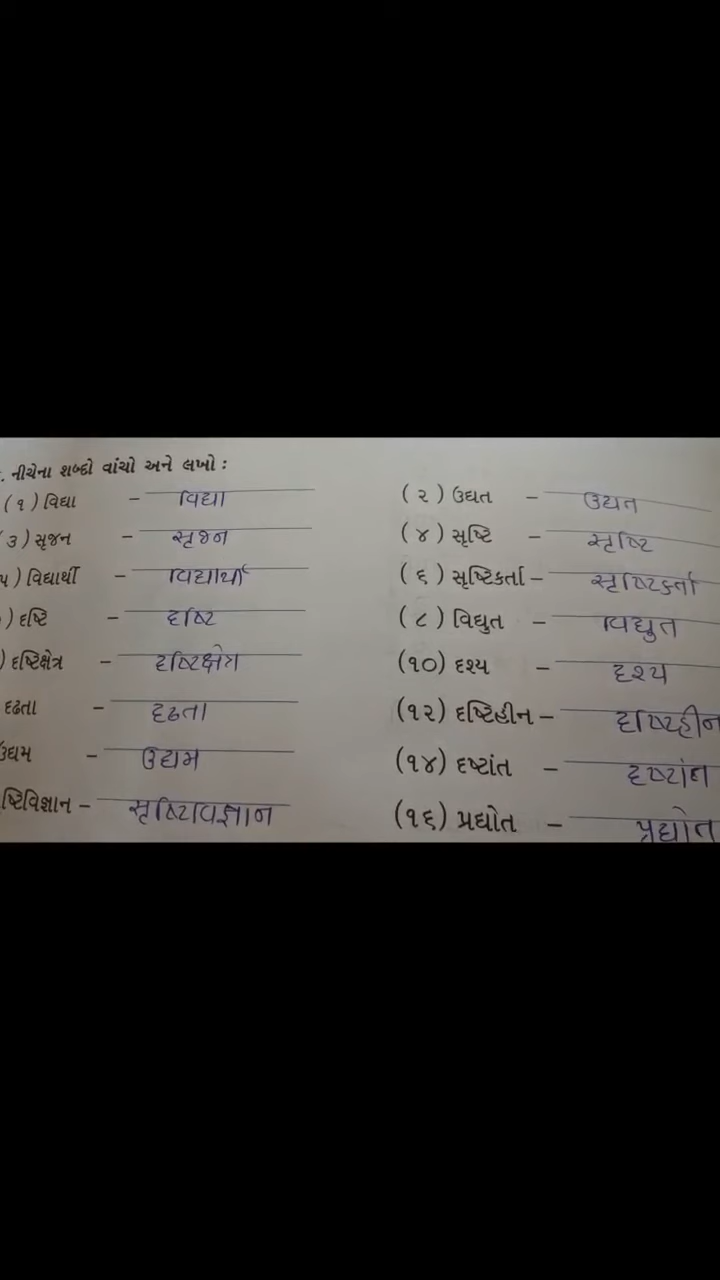 . નીચેના શબ્દો વાંચો અને લખો :
(૧) વિદ્યા – વિદ્યા (૨) ઉદ્યત – ઉદ્યત
૩) સૃજન – સૃજન (૪) સૃષ્ટિ – સૃષ્ટિ
૫) વિદ્યાર્થી – વિદ્યાર્થી (૬) સૃષ્ટિકર્તા – સૃષ્ટિકર્તા
) દૃષ્ટિ – દૃષ્ટિ (૮) વિદ્યુત – વિદ્યુત
) દૃષ્ટિક્ષેત્ર – દૃષ્ટિક્ષેત્ર (૧૦) દૃશ્ય – દૃશ્ય
દૃઢતા – દૃઢતા (૧૨) દૃષ્ટિહીન – દૃષ્ટિહીન
ઉદ્યમ – ઉદ્યમ (૧૪) દૃષ્ટાંત – દૃષ્ટાંત
ષ્ટિવિજ્ઞાન – સૃષ્ટિવિજ્ઞાન (૧૬) પ્રદ્યોત – પ્રદ્યોત